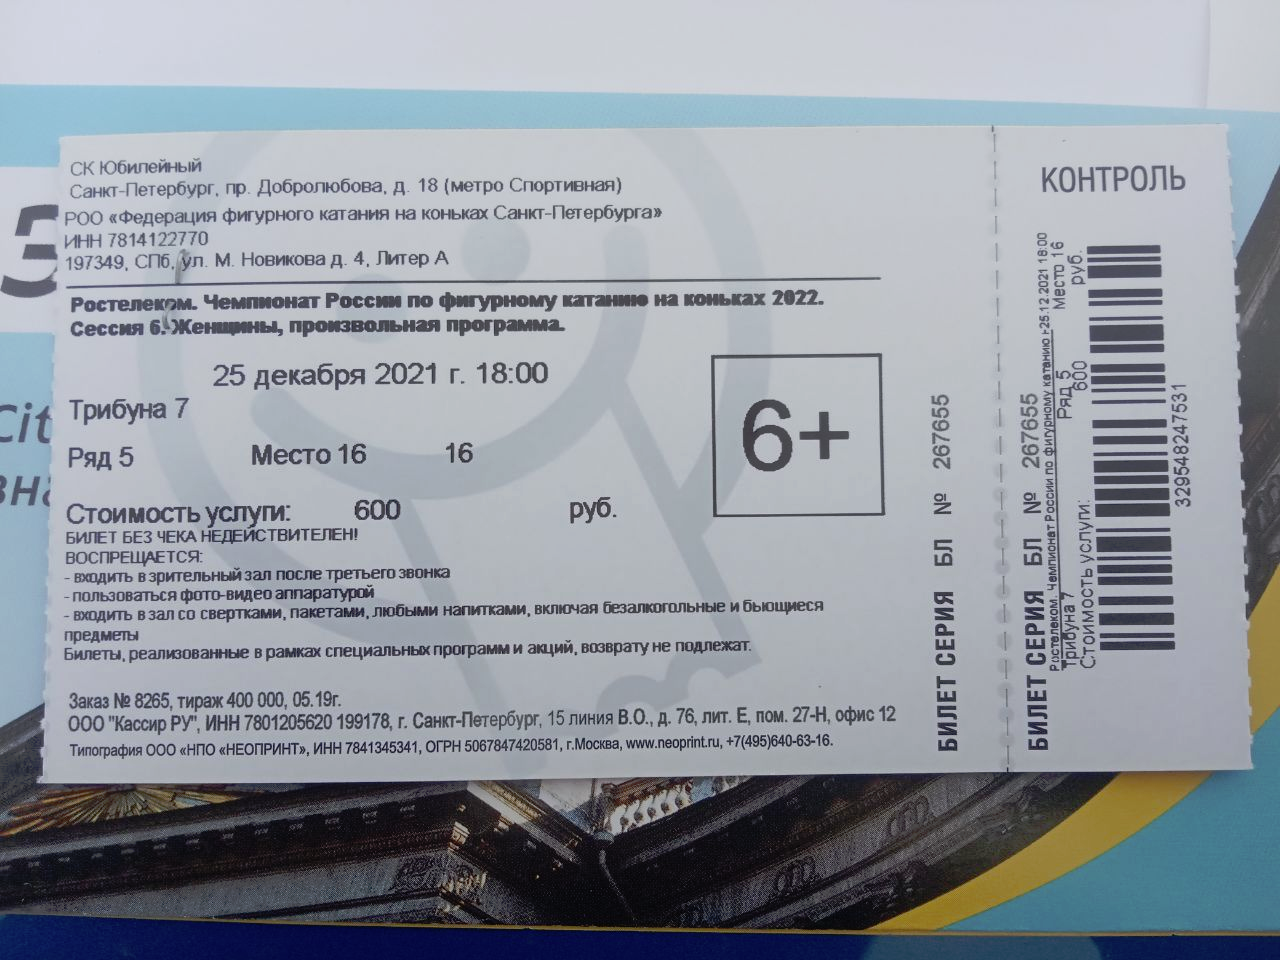 СК Юбилейный
Санкт-Петербург, пр. Добролюбова, д. 18 (метро Спортивная)
РОО «Федерация фигурного катания на коньках Санкт-Петербурга»
ИНН 7814122770
197349, СПб, ул. М. Новикова д. 4, Литер А
Ростелеком. Чемпионат России по фигурному катанию на коньках 2022.
Сессия 6. Женщины, произвольная программа.
25 декабря 2021 г. 18:00
Трибуна 7
Ряд 5 Место 16 16
6+
Стоимость услуги: 600 руб.
БИЛЕТ БЕЗ ЧЕКА НЕДЕЙСТВИТЕЛЕН!
ВОСПРЕЩАЕТСЯ:
- входить в зрительный зал после третьего звонка
- пользоваться фото-видео аппаратурой
- входить в зал со свертками, пакетами, любыми напитками, включая безалкогольные и бьющиеся
предметы
Билеты, реализованные в рамках специальных программ и акций, возврату не подлежат.
Заказ № 8265, тираж 400 000, 05.19г.
ООО "Кассир РУ", ИНН 7801205620 199178, г. Санкт-Петербург, 15 линия В.О., д. 76, лит. Е, пом. 27-Н, офис 12
Типография ООО «НПО «НЕОПРИНТ», ИНН 7841345341, ОГРН 5067847420581, г.Москва, www.neoprint.ru, +7(495)640-63-16.
БИЛЕТ СЕРИЯ БЛ № 267655
КОНТРОЛЬ
БИЛЕТ СЕРИЯ БЛ № 267655
Ростелеком. Чемпионат России по фигурному катанию н 25.12.2021 18:00
Трибуна 7 Ряд 5 Место 16
Стоимость услуги: 600 руб.
329548247531